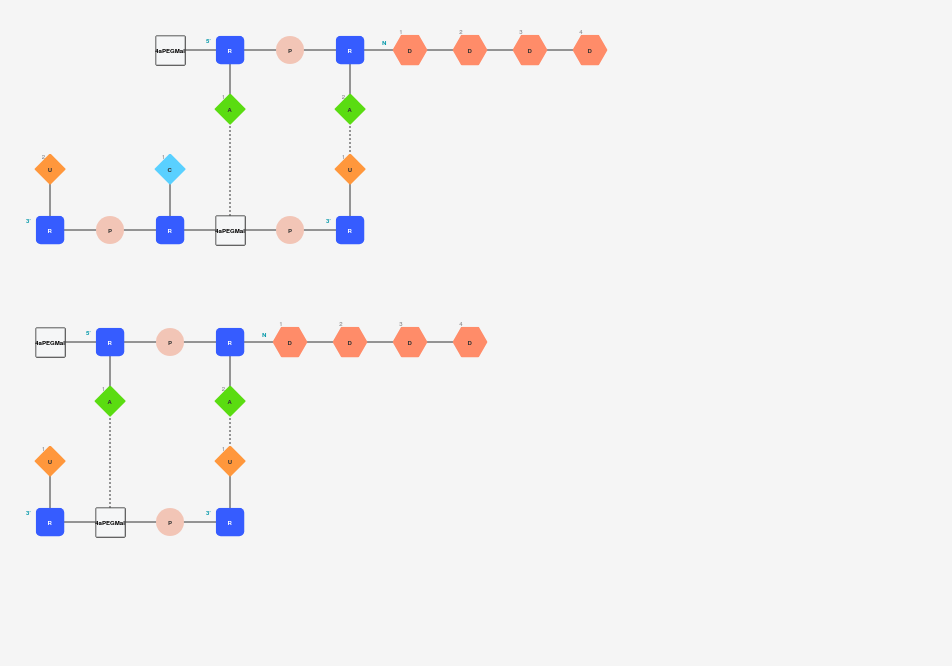 1 2 3 4
5' N
4aPEGMal R P R D D D D
1 2
A A
2 1 1
U C U
3' 3'
R P R 4aPEGMal P R
1 2 3 4
5' N
4aPEGMal R P R D D D D
1 2
A A
1 1
U U
3' 3'
R 4aPEGMal P R